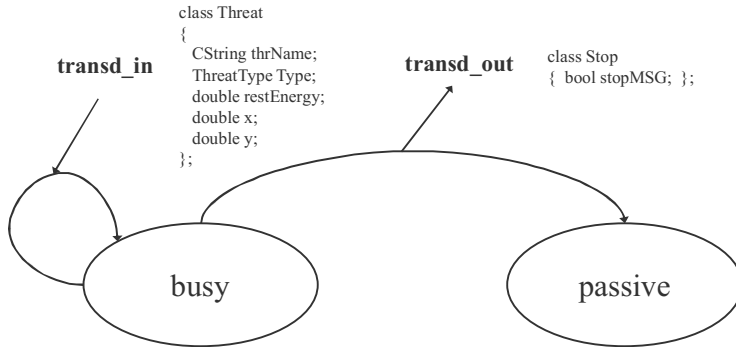 class Threat
{
CString thrName;
ThreatType Type;
double restEnergy;
double x;
double y;
};
transd_in
transd_out
class Stop
{ bool stopMSG; };
busy
passive